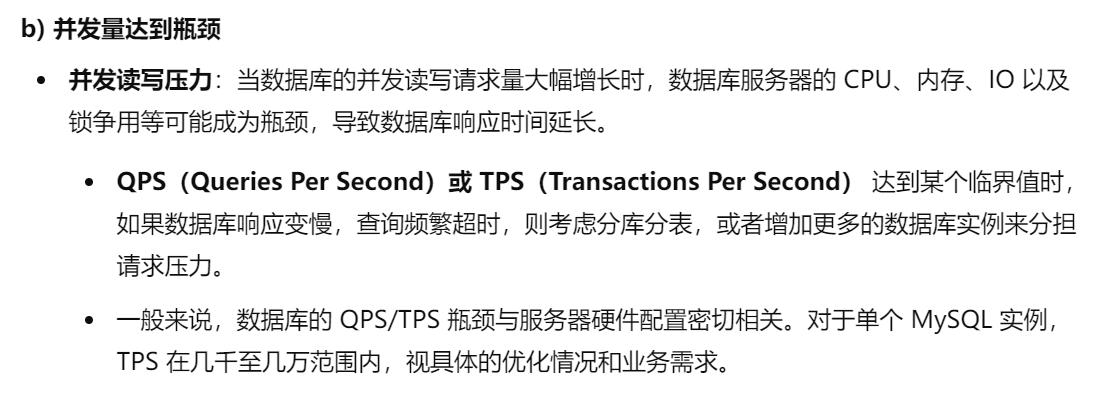 b) 并发量达到瓶颈
• 并发读写压力：当数据库的并发读写请求量大幅增长时，数据库服务器的 CPU、内存、IO 以及
锁争用等可能成为瓶颈，导致数据库响应时间延长。
• QPS（Queries Per Second）或 TPS（Transactions Per Second） 达到某个临界值时，
如果数据库响应变慢，查询频繁超时，则考虑分库分表，或者增加更多的数据库实例来分担
请求压力。
• 一般来说，数据库的 QPS/TPS 瓶颈与服务器硬件配置密切相关。对于单个 MySQL 实例，
TPS 在几千至几万范围内，视具体的优化情况和业务需求。